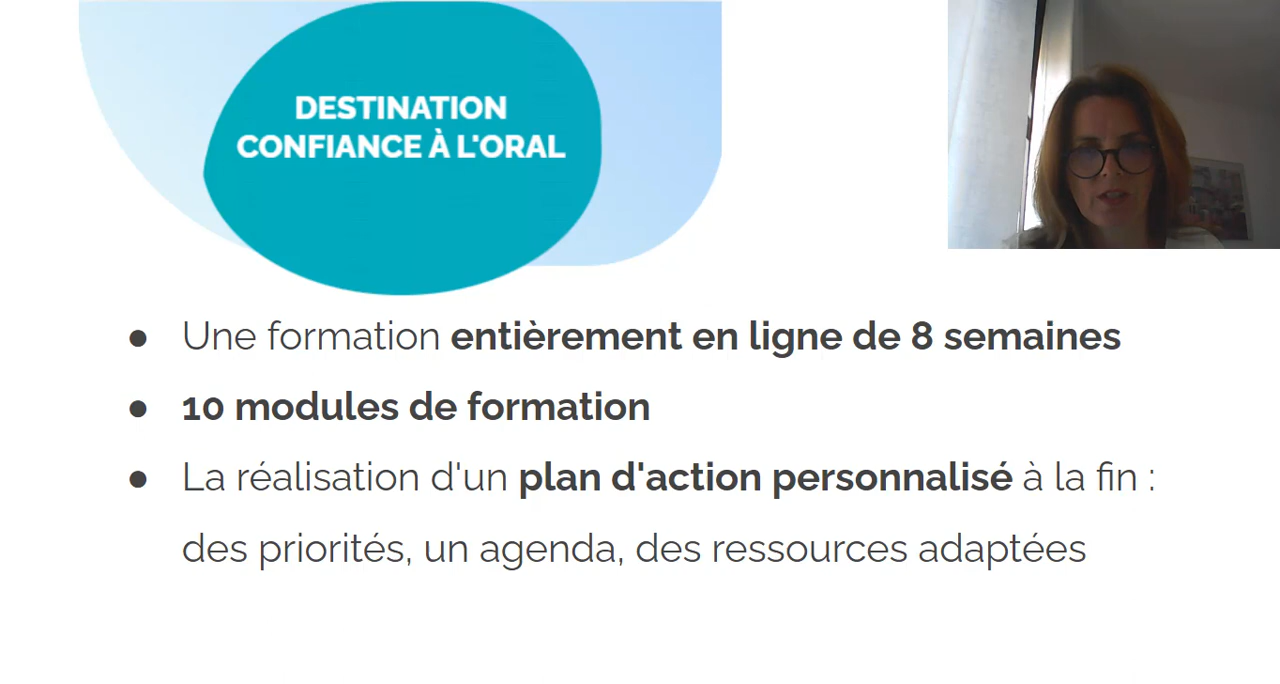 DESTINATION
CONFIANCE À L'ORAL
● Une formation entièrement en ligne de 8 semaines
● 10 modules de formation
● La réalisation d'un plan d'action personnalisé à la fin :
des priorités, un agenda, des ressources adaptées